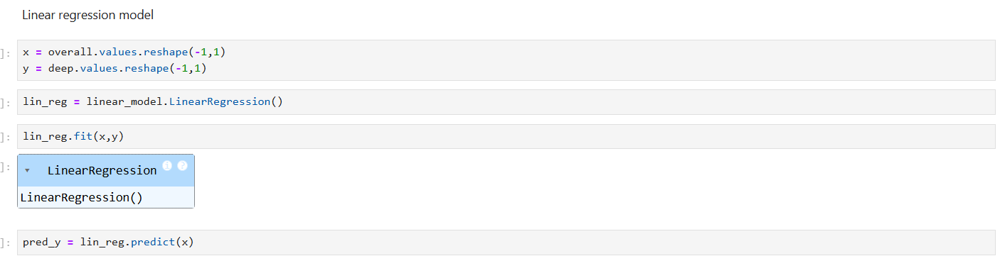 Linear regression model
]: x = overall.values.reshape(-1,1)
y = deep.values.reshape(-1,1)
]: lin_reg = linear_model.LinearRegression()
]: lin_reg.fit(x,y)
]: ▾ LinearRegression i ?
LinearRegression()
]: pred_y = lin_reg.predict(x)